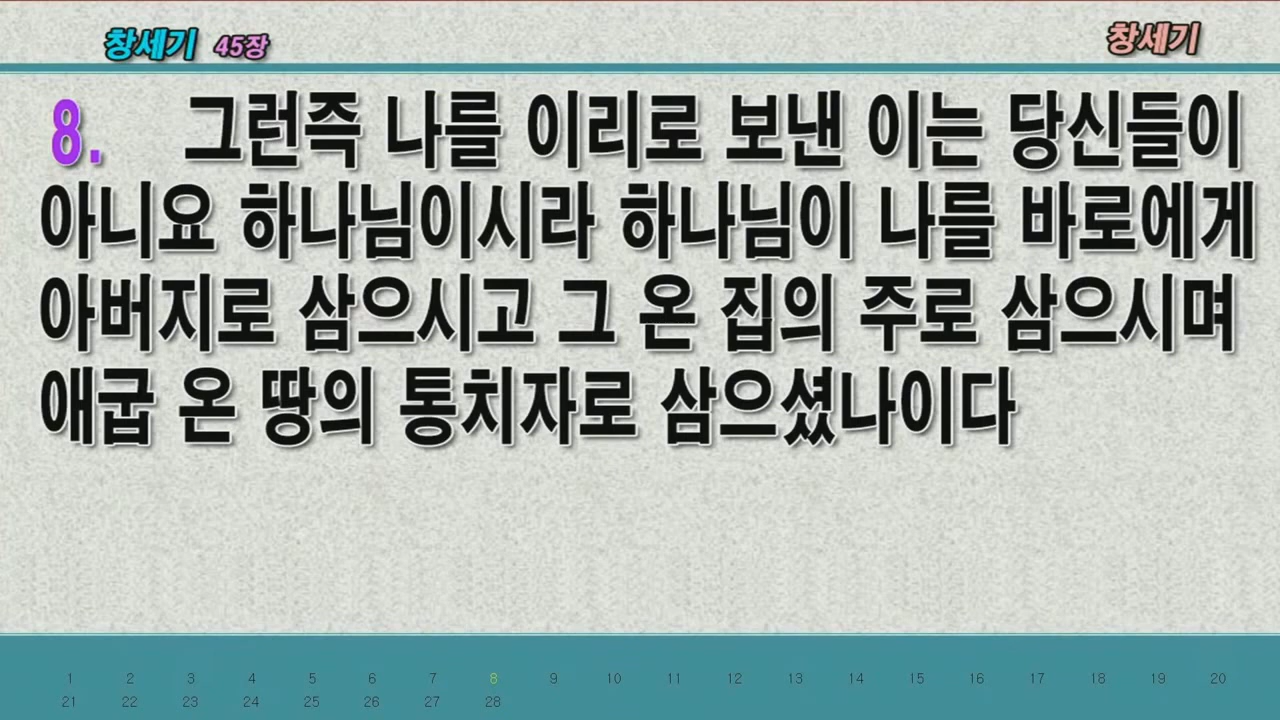 창세기 45장 창세기
8. 그런즉 나를 이리로 보낸 이는 당신들이
아니요 하나님이시라 하나님이 나를 바로에게
아버지로 삼으시고 그 온 집의 주로 삼으시며
애굽 온 땅의 통치자로 삼으셨나이다
1 2 3 4 5 6 7 8 9 10 11 12 13 14 15 16 17 18 19 20
21 22 23 24 25 26 27 28